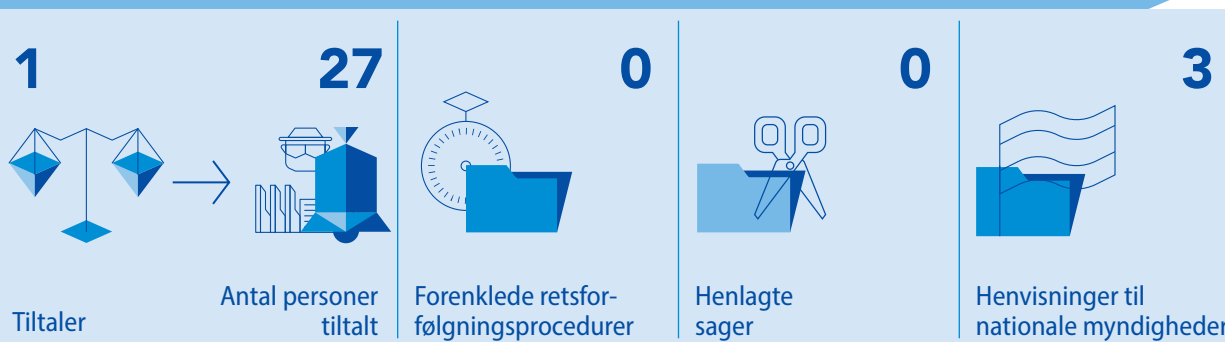 1
27
Tiltaler
Antal personer
tiltalt
0
Forenklede retsfor-
følgningsprocedurer
0
Henlagte
sager
3
Henvisninger til
nationale myndigheder